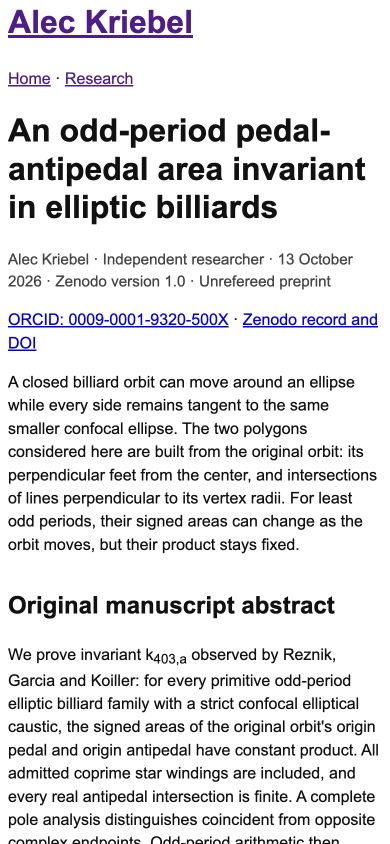 Alec Kriebel
Home · Research
An odd-period pedal-
antipedal area invariant
in elliptic billiards
Alec Kriebel · Independent researcher · 13 October
2026 · Zenodo version 1.0 · Unrefereed preprint
ORCID: 0009-0001-9320-500X · Zenodo record and
DOI
A closed billiard orbit can move around an ellipse
while every side remains tangent to the same
smaller confocal ellipse. The two polygons
considered here are built from the original orbit: its
perpendicular feet from the center, and intersections
of lines perpendicular to its vertex radii. For least
odd periods, their signed areas can change as the
orbit moves, but their product stays fixed.
Original manuscript abstract
We prove invariant k403,a observed by Reznik,
Garcia and Koiller: for every primitive odd-period
elliptic billiard family with a strict confocal elliptical
caustic, the signed areas of the original orbit's origin
pedal and origin antipedal have constant product. All
admitted coprime star windings are included, and
every real antipedal intersection is finite. A complete
pole analysis distinguishes coincident from opposite
complex endpoints. Odd-period arithmetic then